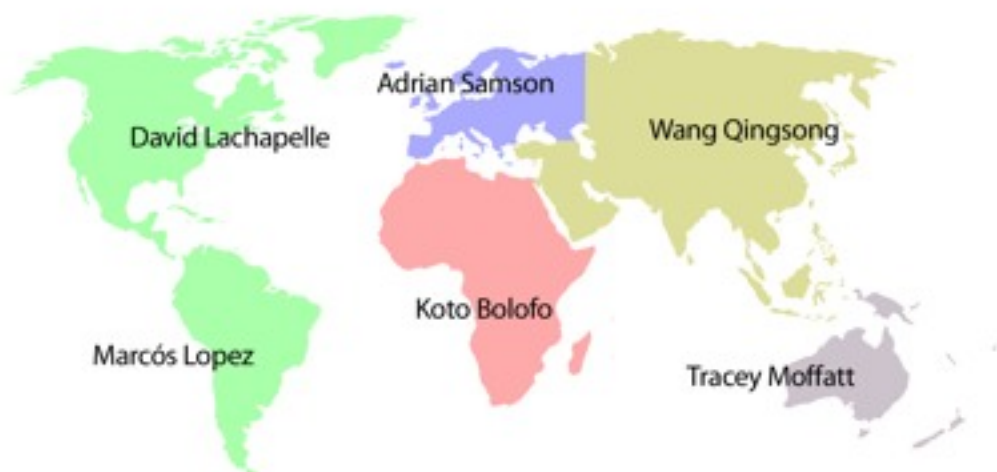 Adrian Samson
David Lachapelle
Wang Qingsong
Koto Bolofo
Marcós Lopez
Tracey Moffatt